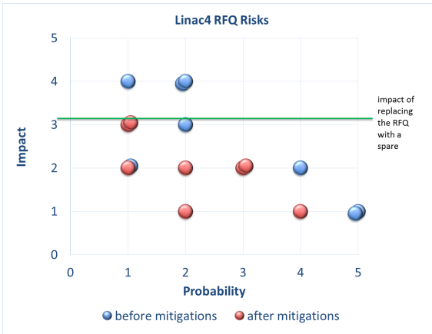 Linac4 RFQ Risks
5
4
3
2
1
0
Impact
0 1 2 3 4 5
Probability
impact of
replacing
the RFQ
with a
spare
before mitigations after mitigations